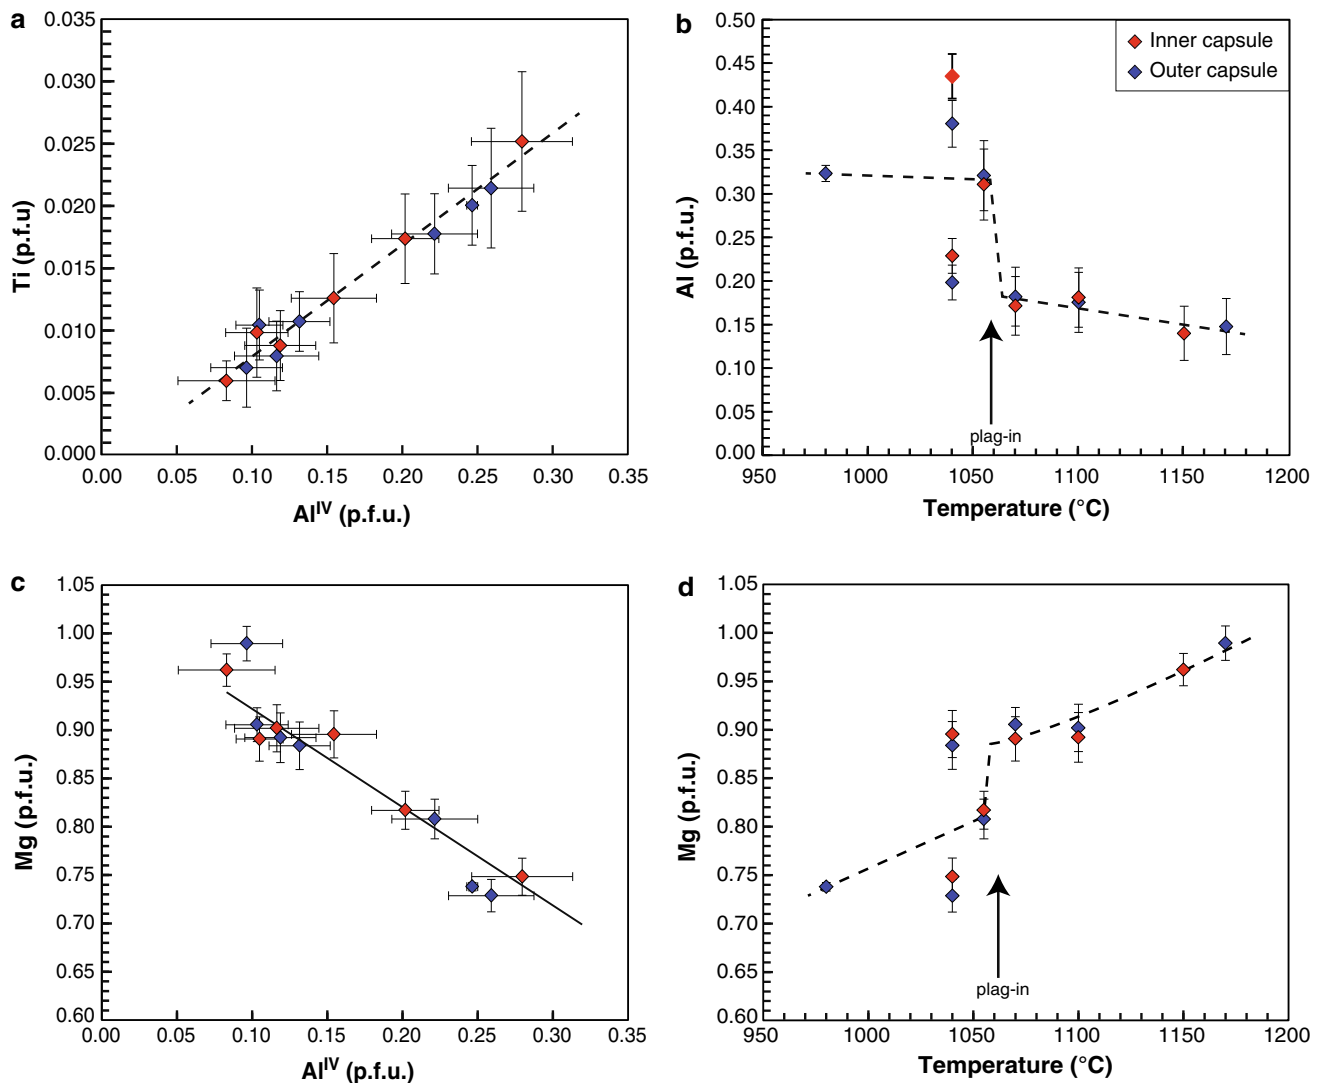 a
0.035
0.030
0.025
0.020
0.015
0.010
0.005
0.000
Ti (p.f.u)
0.00 0.05 0.10 0.15 0.20 0.25 0.30 0.35
Al^IV (p.f.u.)
b
0.50
0.45
0.40
0.35
0.30
0.25
0.20
0.15
0.10
0.05
0.00
Al (p.f.u.)
Inner capsule
Outer capsule
plag-in
950 1000 1050 1100 1150 1200
Temperature (°C)
c
1.05
1.00
0.95
0.90
0.85
0.80
0.75
0.70
0.65
0.60
Mg (p.f.u.)
0.00 0.05 0.10 0.15 0.20 0.25 0.30 0.35
Al^IV (p.f.u.)
d
1.05
1.00
0.95
0.90
0.85
0.80
0.75
0.70
0.65
0.60
Mg (p.f.u.)
plag-in
950 1000 1050 1100 1150 1200
Temperature (°C)